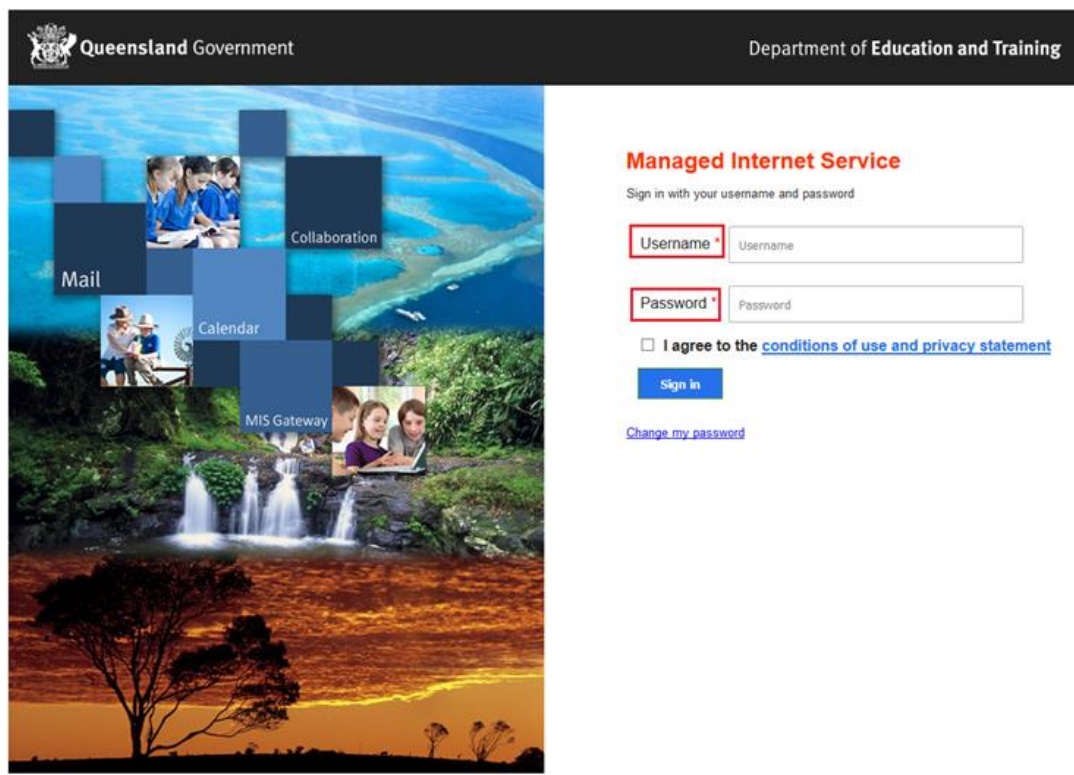 Queensland Government
Department of Education and Training
Collaboration
Mail
Calendar
MIS Gateway
Managed Internet Service
Sign in with your username and password
Username * Username
Password * Password
I agree to the conditions of use and privacy statement
Sign in
Change my password